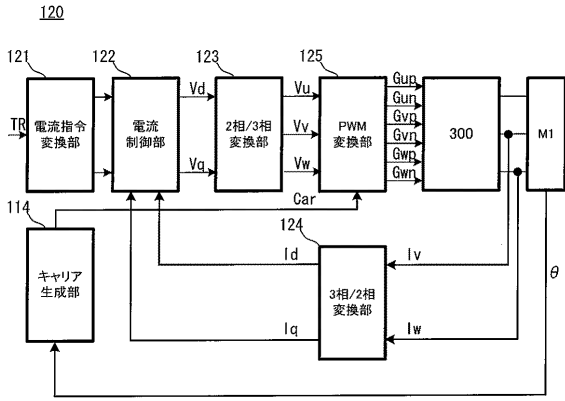 120
121
122
123
125
TR
電流指令
変換部
電流
制御部
Vd
Vq
2相/3相
変換部
Vu
Vv
Vw
PWM
変換部
Gup
Gun
Gvp
Gvn
Gwp
Gwn
300
M1
Car
114
キャリア
生成部
124
3相/2相
変換部
Id
Iq
Iv
Iw
θ